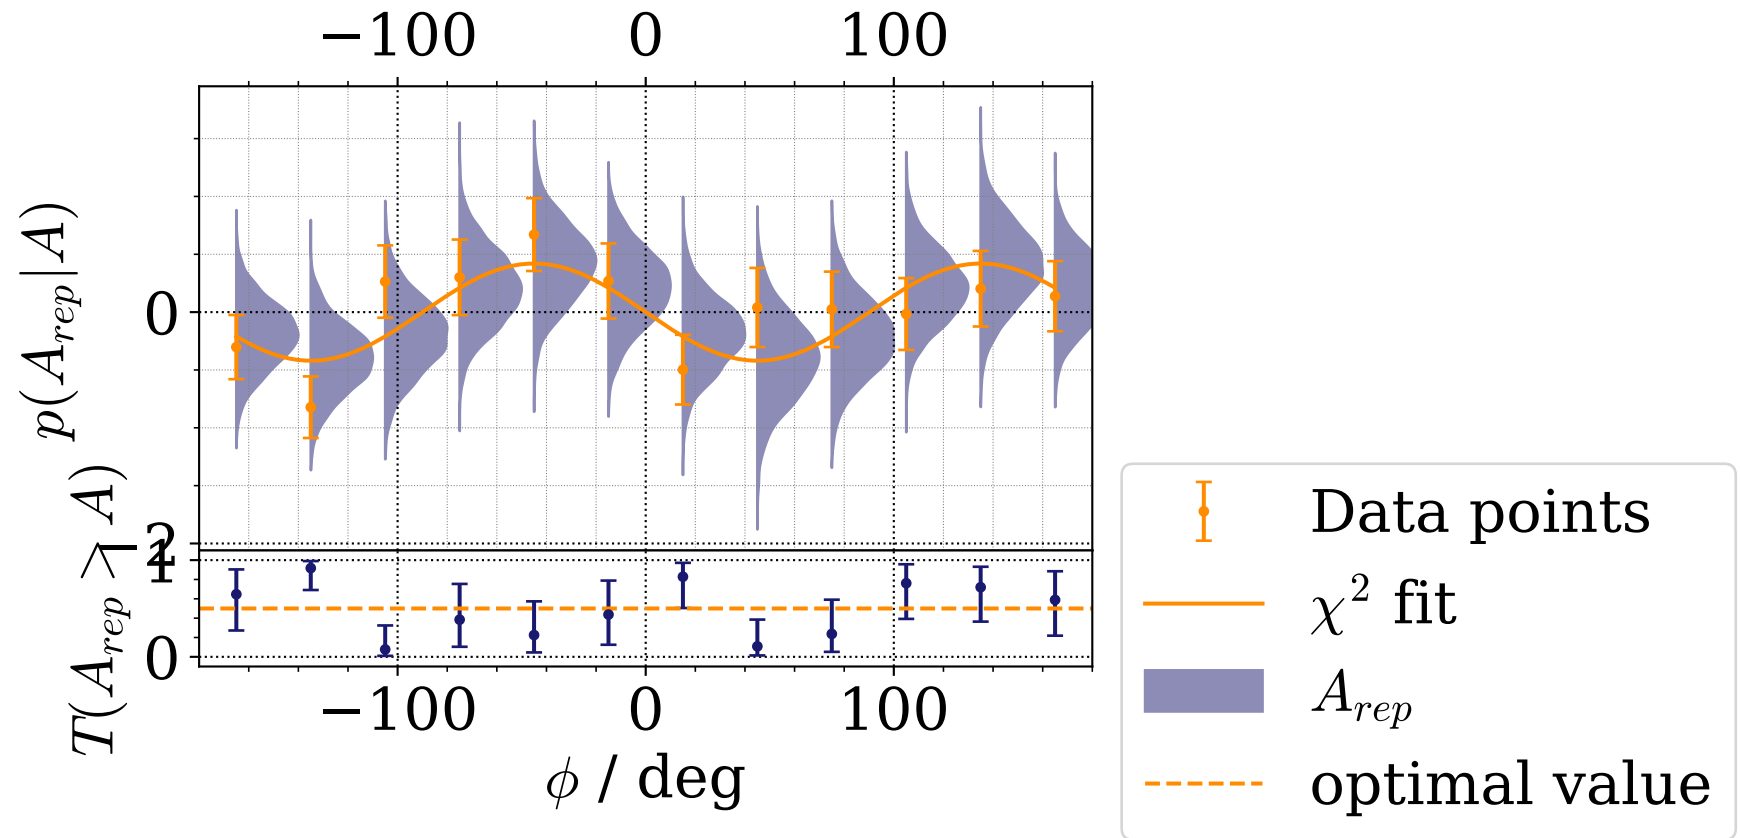 −100 0 100
p(A_rep|A)
0
−2
T(A_rep > A)
1
0
−100 0 100
ϕ / deg
Data points
χ² fit
A_rep
optimal value